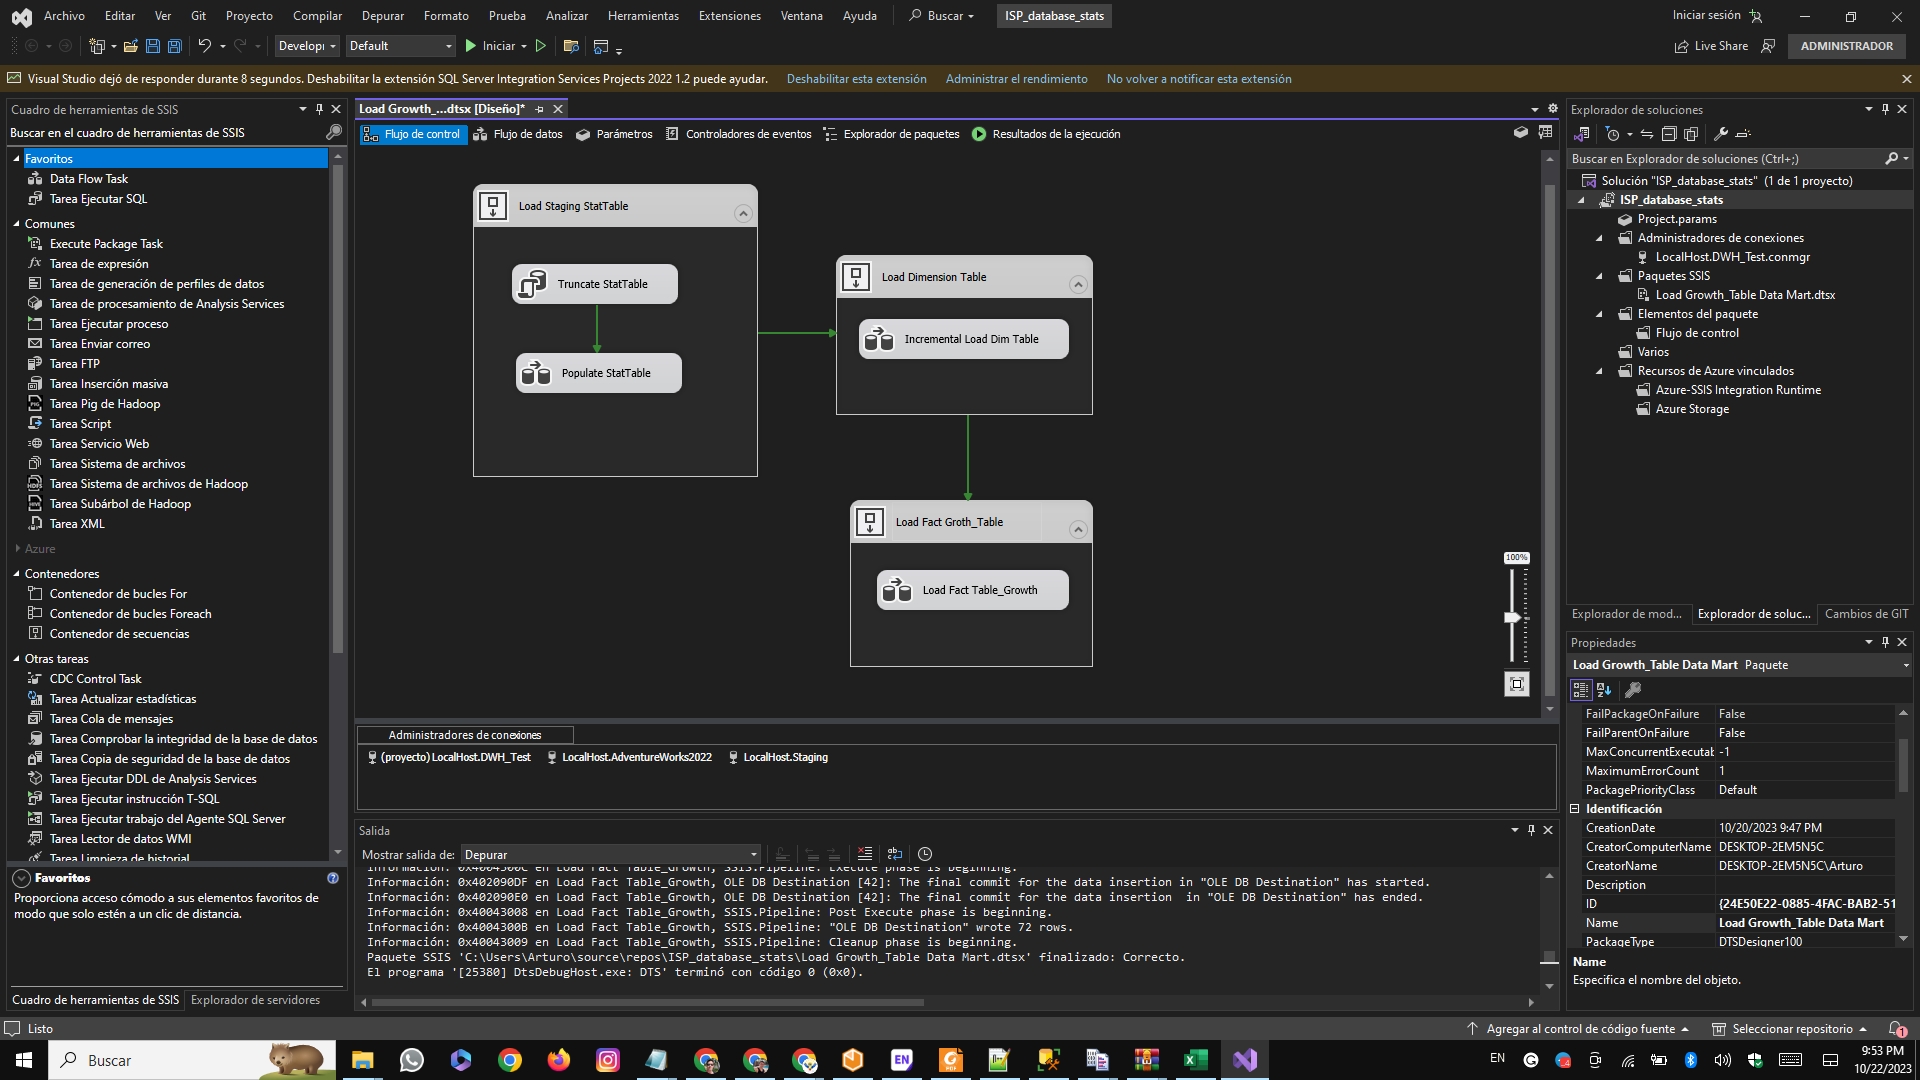 Archivo Editar Ver Git Proyecto Compilar Depurar Formato Prueba Analizar Herramientas Extensiones Ventana Ayuda Buscar ISP_database_stats Iniciar sesión
Develop Default Iniciar Live Share ADMINISTRADOR
Visual Studio dejó de responder durante 8 segundos. Deshabilitar la extensión SQL Server Integration Services Projects 2022 1.2 puede ayudar. Deshabilitar esta extensión Administrar el rendimiento No volver a notificar esta extensión
Cuadro de herramientas de SSIS
Buscar en el cuadro de herramientas de SSIS
Favoritos
Data Flow Task
Tarea Ejecutar SQL
Comunes
Execute Package Task
Tarea de expresión
Tarea de generación de perfiles de datos
Tarea de procesamiento de Analysis Services
Tarea Ejecutar proceso
Tarea Enviar correo
Tarea FTP
Tarea Inserción masiva
Tarea Pig de Hadoop
Tarea Script
Tarea Servicio Web
Tarea Sistema de archivos
Tarea Sistema de archivos de Hadoop
Tarea Subárbol de Hadoop
Tarea XML
Azure
Contenedores
Contenedor de bucles For
Contenedor de bucles Foreach
Contenedor de secuencias
Otras tareas
CDC Control Task
Tarea Actualizar estadísticas
Tarea Cola de mensajes
Tarea Comprobar la integridad de la base de datos
Tarea Copia de seguridad de la base de datos
Tarea Ejecutar DDL de Analysis Services
Tarea Ejecutar instrucción T-SQL
Tarea Ejecutar trabajo del Agente SQL Server
Tarea Lector de datos WMI
Tarea Limpieza de historial
Favoritos
Proporciona acceso cómodo a sus elementos favoritos de
modo que solo estén a un clic de distancia.
Cuadro de herramientas de SSIS Explorador de servidores
Load Growth_...dtsx [Diseño]*
Flujo de control Flujo de datos Parámetros Controladores de eventos Explorador de paquetes Resultados de la ejecución
Load Staging StatTable
Truncate StatTable
Populate StatTable
Load Dimension Table
Incremental Load Dim Table
Load Fact Groth_Table
Load Fact Table_Growth
100%
Administradores de conexiones
(proyecto) LocalHost.DWH_Test LocalHost.AdventureWorks2022 LocalHost.Staging
Salida
Mostrar salida de: Depurar
Información: 0x4004300C en Load Fact Table_Growth, SSIS.Pipeline: Execute phase is beginning.
Información: 0x402090DF en Load Fact Table_Growth, OLE DB Destination [42]: The final commit for the data insertion in "OLE DB Destination" has started.
Información: 0x402090E0 en Load Fact Table_Growth, OLE DB Destination [42]: The final commit for the data insertion  in "OLE DB Destination" has ended.
Información: 0x40043008 en Load Fact Table_Growth, SSIS.Pipeline: Post Execute phase is beginning.
Información: 0x4004300B en Load Fact Table_Growth, SSIS.Pipeline: "OLE DB Destination" wrote 72 rows.
Información: 0x40043009 en Load Fact Table_Growth, SSIS.Pipeline: Cleanup phase is beginning.
Paquete SSIS 'C:\Users\Arturo\source\repos\ISP_database_stats\Load Growth_Table Data Mart.dtsx' finalizado: Correcto.
El programa '[25380] DtsDebugHost.exe: DTS' terminó con código 0 (0x0).
Explorador de soluciones
Buscar en Explorador de soluciones (Ctrl+;)
Solución "ISP_database_stats" (1 de 1 proyecto)
ISP_database_stats
Project.params
Administradores de conexiones
LocalHost.DWH_Test.conmgr
Paquetes SSIS
Load Growth_Table Data Mart.dtsx
Elementos del paquete
Flujo de control
Varios
Recursos de Azure vinculados
Azure-SSIS Integration Runtime
Azure Storage
Explorador de mod... Explorador de soluc... Cambios de GIT
Propiedades
Load Growth_Table Data Mart Paquete
FailPackageOnFailure False
FailParentOnFailure False
MaxConcurrentExecutab -1
MaximumErrorCount 1
PackagePriorityClass Default
Identificación
CreationDate 10/20/2023 9:47 PM
CreatorComputerName DESKTOP-2EM5N5C
CreatorName DESKTOP-2EM5N5C\Arturo
Description
ID {24E50E22-0885-4FAC-BAB2-51
Name Load Growth_Table Data Mart
PackageType DTSDesigner100
Name
Especifica el nombre del objeto.
Listo Agregar al control de código fuente Seleccionar repositorio 1
Buscar EN EN 9:53 PM
10/22/2023